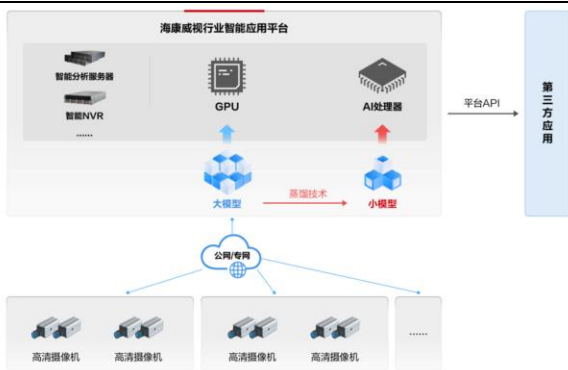 海康威视行业智能应用平台
智能分析服务器
智能NVR
......
GPU
AI处理器
平台API
第三方应用
大模型
蒸馏技术
小模型
公网/专网
高清摄像机
高清摄像机
高清摄像机
高清摄像机
......